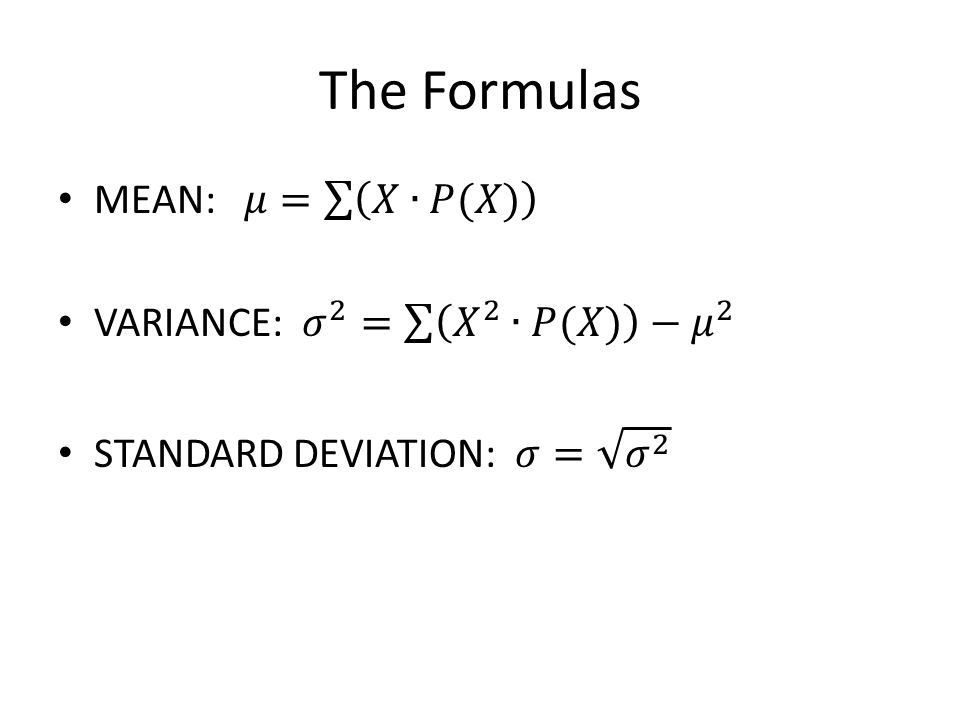 The Formulas
• MEAN: 𝜇 = ∑(𝑋 ∙ 𝑃(𝑋))
• VARIANCE: 𝜎² = ∑(𝑋² ∙ 𝑃(𝑋)) − 𝜇²
• STANDARD DEVIATION: 𝜎 = √𝜎²